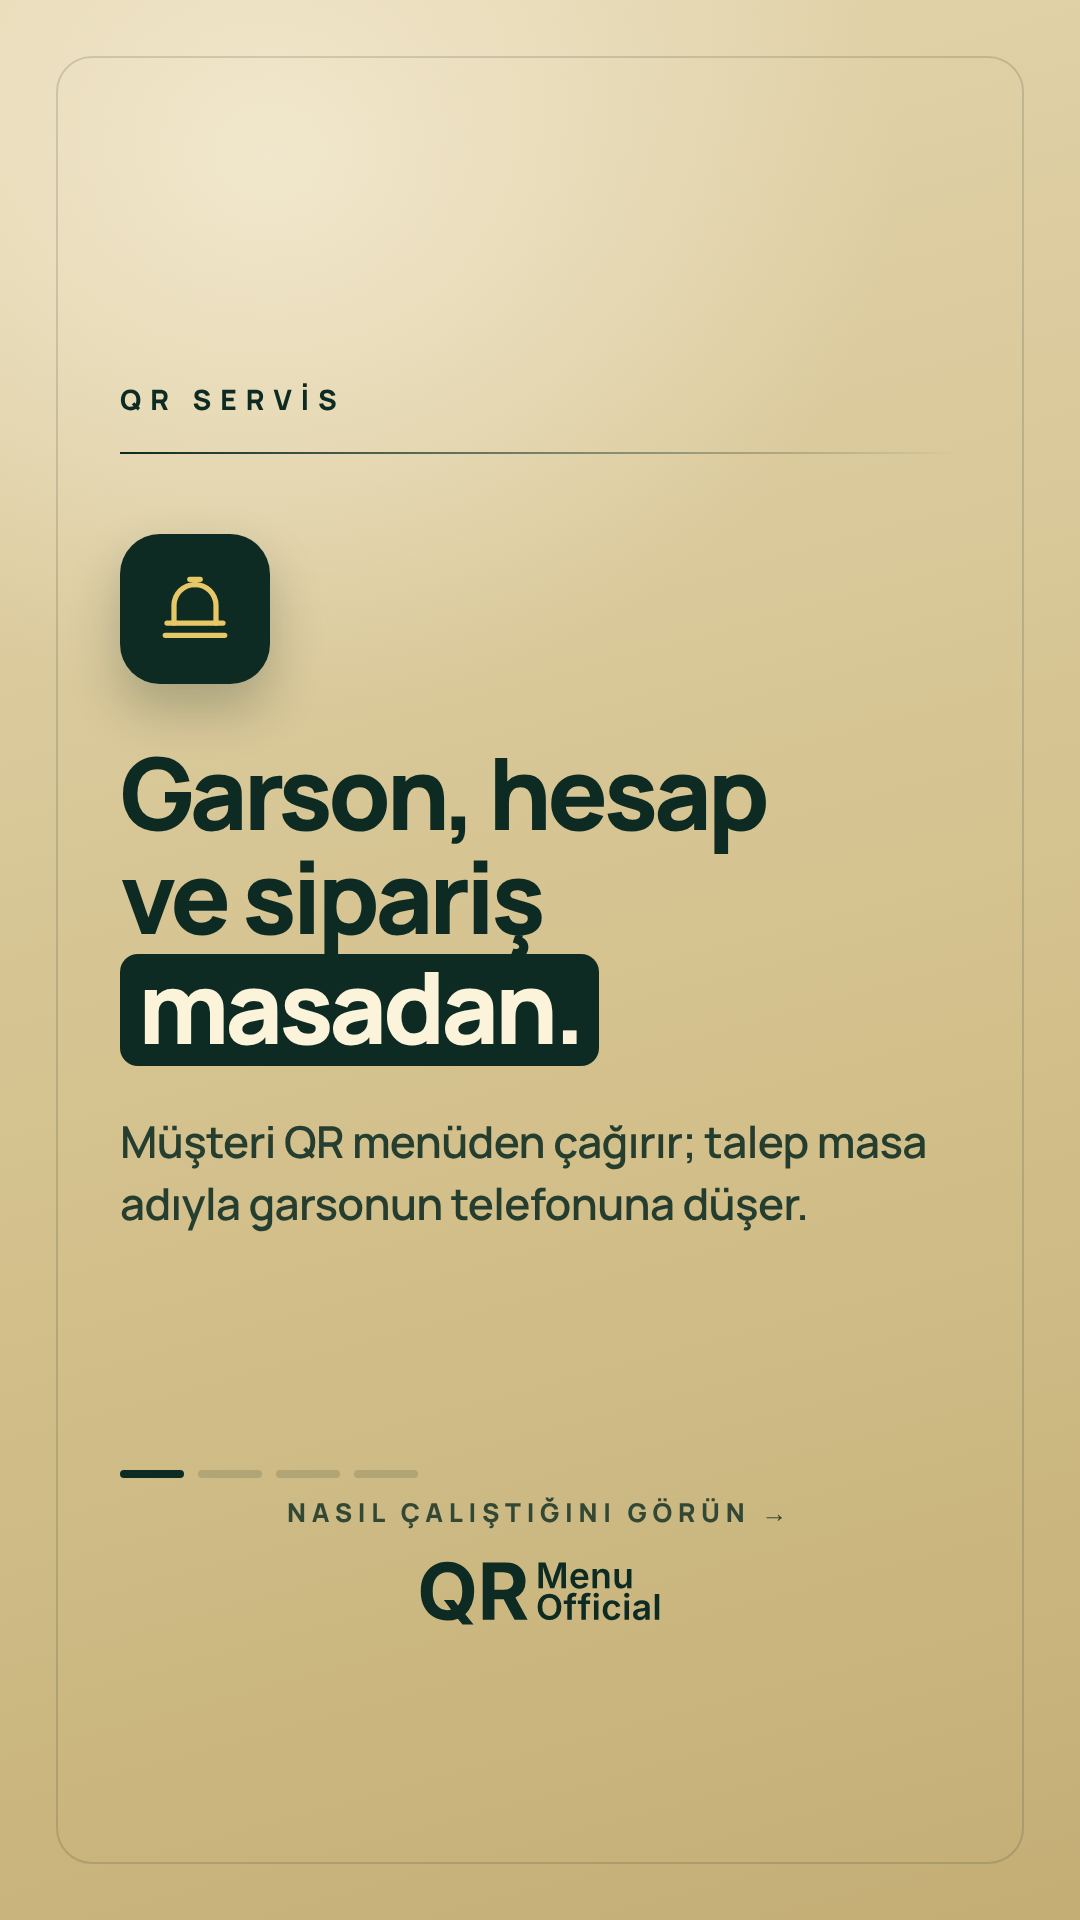 QR SERVİS
Garson, hesap
ve sipariş
masadan.
Müşteri QR menüden çağırır; talep masa
adıyla garsonun telefonuna düşer.
NASIL ÇALIŞTIĞINI GÖRÜN →
QR Menu
Official